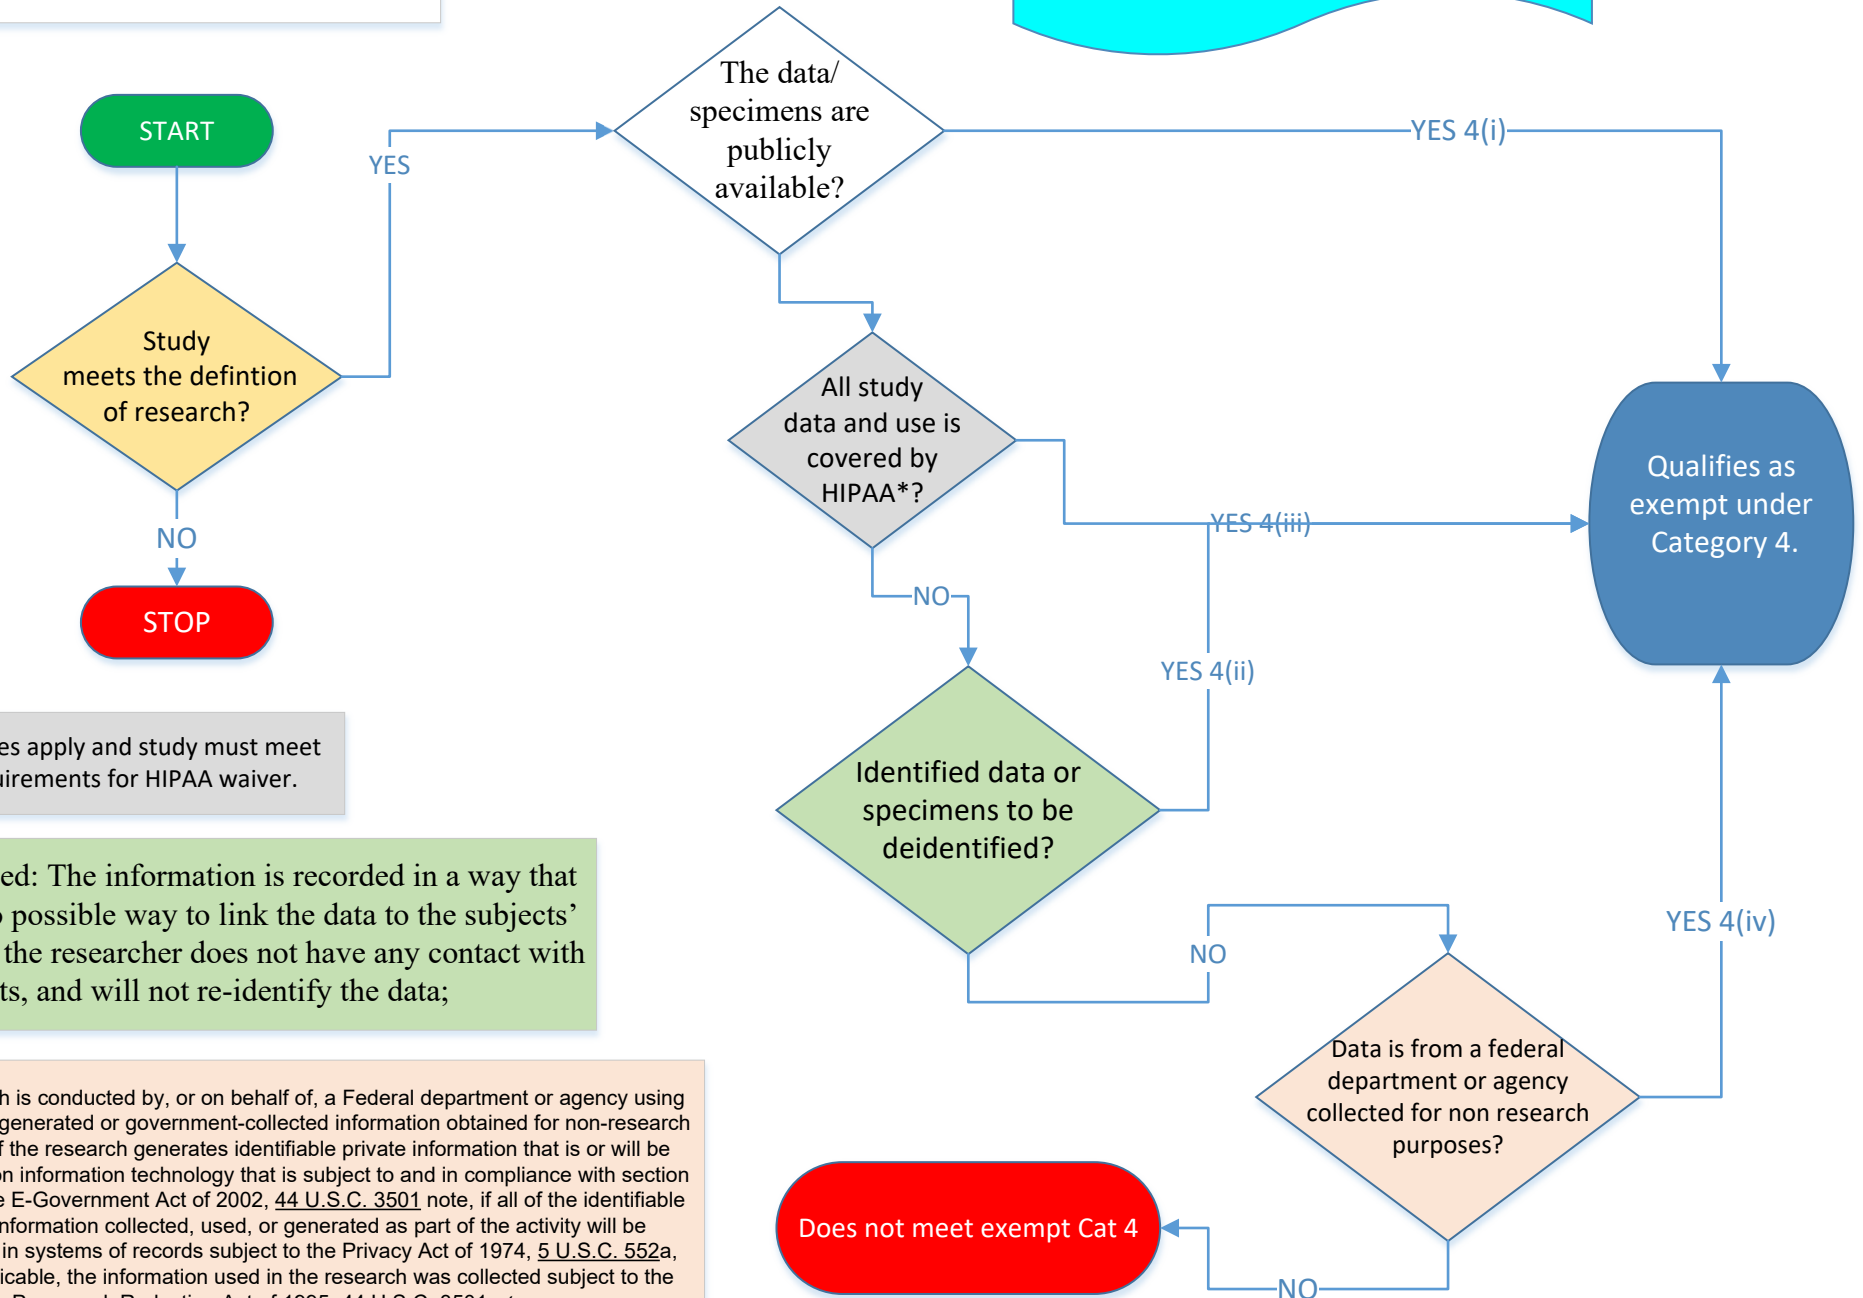 START
YES
The data/
specimens are
publicly
available?
YES 4(i)
Study
meets the defintion
of research?
NO
STOP
All study
data and use is
covered by
HIPAA*?
YES 4(iii)
NO
Qualifies as
exempt under
Category 4.
YES 4(ii)
Identified data or
specimens to be
deidentified?
NO
YES 4(iv)
Data is from a federal
department or agency
collected for non research
purposes?
Does not meet exempt Cat 4
NO
es apply and study must meet
uirements for HIPAA waiver.
ed: The information is recorded in a way that
possible way to link the data to the subjects’
the researcher does not have any contact with
ts, and will not re-identify the data;
h is conducted by, or on behalf of, a Federal department or agency using
generated or government-collected information obtained for non-research
f the research generates identifiable private information that is or will be
on information technology that is subject to and in compliance with section
e E-Government Act of 2002, 44 U.S.C. 3501 note, if all of the identifiable
nformation collected, used, or generated as part of the activity will be
in systems of records subject to the Privacy Act of 1974, 5 U.S.C. 552a,
icable, the information used in the research was collected subject to the